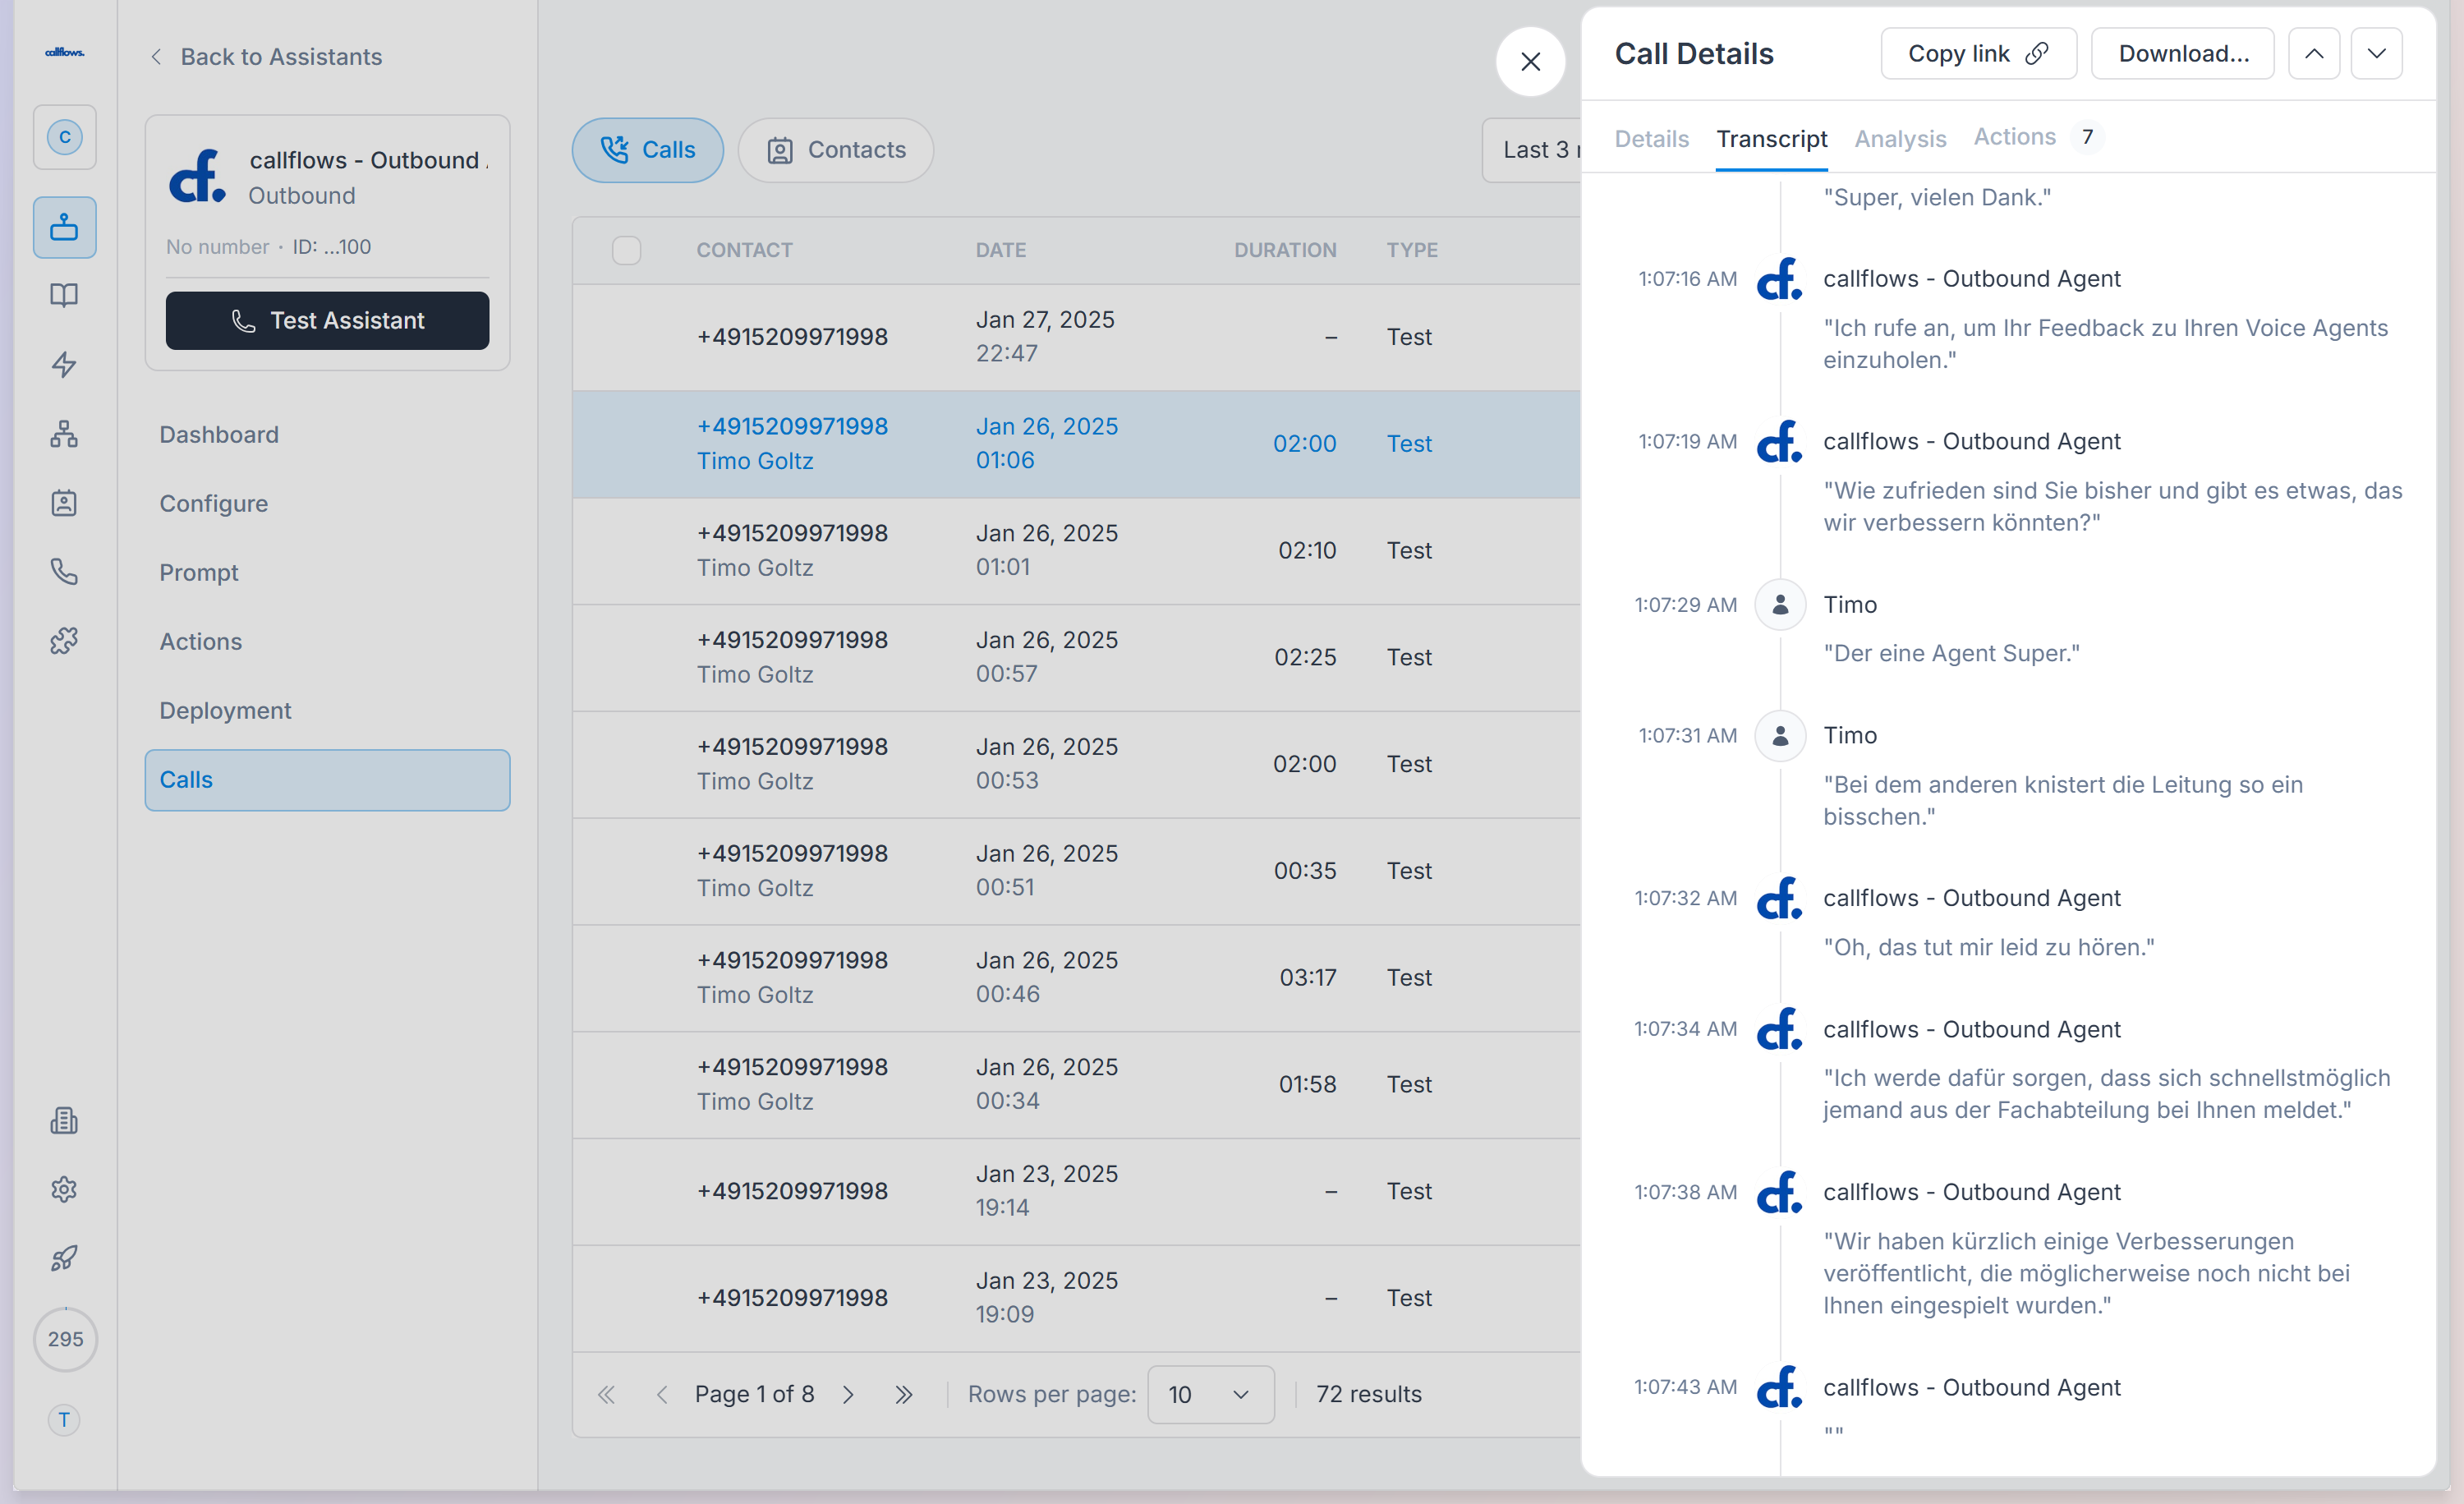 callflows.
C
295
T
Back to Assistants
cf.
callflows - Outbound
Outbound
No number · ID: ...100
Test Assistant
Dashboard
Configure
Prompt
Actions
Deployment
Calls
Calls
Contacts
Last 3
CONTACT DATE DURATION TYPE
+4915209971998 Jan 27, 2025 22:47 – Test
+4915209971998 Timo Goltz Jan 26, 2025 01:06 02:00 Test
+4915209971998 Timo Goltz Jan 26, 2025 01:01 02:10 Test
+4915209971998 Timo Goltz Jan 26, 2025 00:57 02:25 Test
+4915209971998 Timo Goltz Jan 26, 2025 00:53 02:00 Test
+4915209971998 Timo Goltz Jan 26, 2025 00:51 00:35 Test
+4915209971998 Timo Goltz Jan 26, 2025 00:46 03:17 Test
+4915209971998 Timo Goltz Jan 26, 2025 00:34 01:58 Test
+4915209971998 Jan 23, 2025 19:14 – Test
+4915209971998 Jan 23, 2025 19:09 – Test
Page 1 of 8
Rows per page: 10
72 results
Call Details
Copy link
Download...
Details Transcript Analysis Actions 7
"Super, vielen Dank."
1:07:16 AM cf. callflows - Outbound Agent
"Ich rufe an, um Ihr Feedback zu Ihren Voice Agents
einzuholen."
1:07:19 AM cf. callflows - Outbound Agent
"Wie zufrieden sind Sie bisher und gibt es etwas, das
wir verbessern könnten?"
1:07:29 AM Timo
"Der eine Agent Super."
1:07:31 AM Timo
"Bei dem anderen knistert die Leitung so ein
bisschen."
1:07:32 AM cf. callflows - Outbound Agent
"Oh, das tut mir leid zu hören."
1:07:34 AM cf. callflows - Outbound Agent
"Ich werde dafür sorgen, dass sich schnellstmöglich
jemand aus der Fachabteilung bei Ihnen meldet."
1:07:38 AM cf. callflows - Outbound Agent
"Wir haben kürzlich einige Verbesserungen
veröffentlicht, die möglicherweise noch nicht bei
Ihnen eingespielt wurden."
1:07:43 AM cf. callflows - Outbound Agent
""